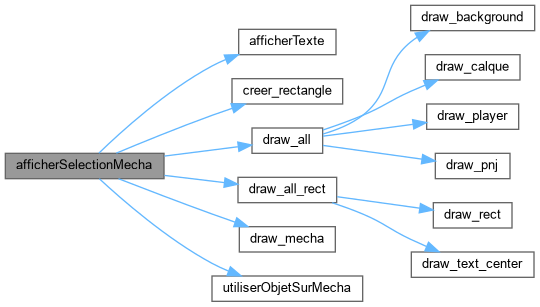 draw_background
afficherTexte
draw_calque
creer_rectangle
draw_player
draw_all
afficherSelectionMecha
draw_pnj
draw_all_rect
draw_rect
draw_mecha
draw_text_center
utiliserObjetSurMecha